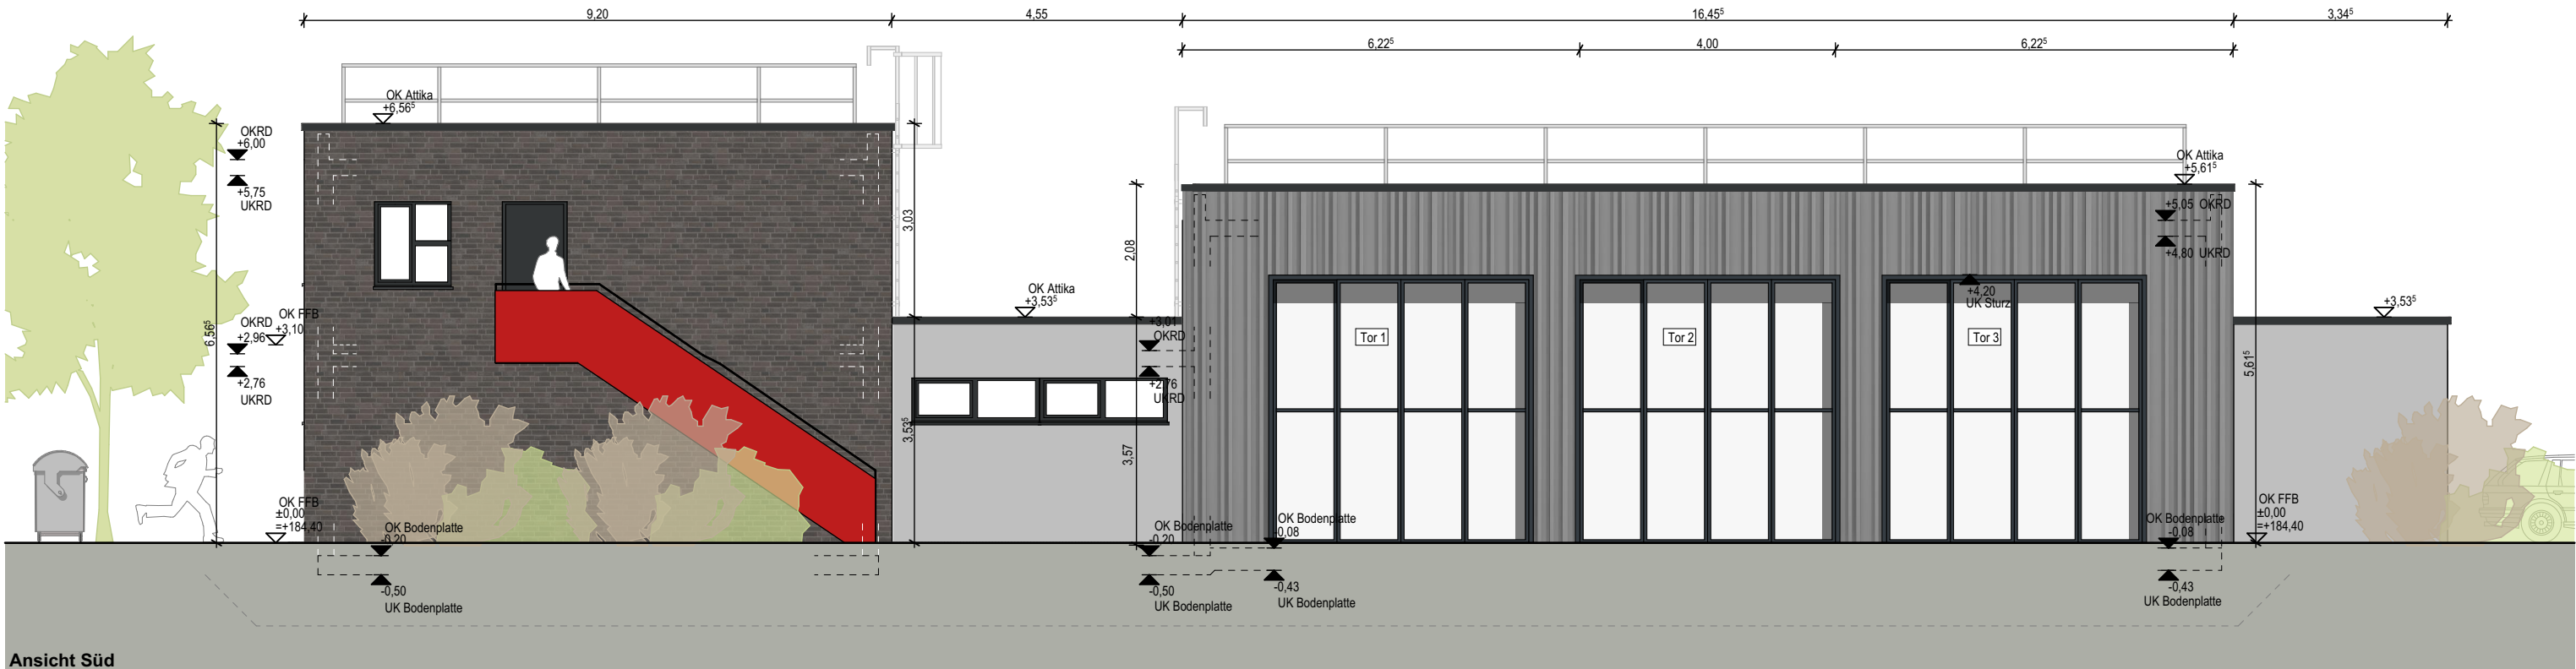 9,20
4,55
16,45⁵
3,34⁵
6,22⁵
4,00
6,22⁵
OK Attika
+6,56⁵
OKRD
+6,00
+5,75
UKRD
OK Attika
+5,61⁵
+5,05 OKRD
+4,80 UKRD
3,03
2,08
OK Attika
+3,53⁵
+4,20
UK Sturz
+3,53⁵
OK FFB
+3,10
OKRD
+2,96
+2,76
UKRD
6,56⁵
+3,01
OKRD
+2,76
UKRD
Tor 1
Tor 2
Tor 3
5,61⁵
3,53⁵
3,57
OK FFB
±0,00
=+184,40
OK Bodenplatte
-0,20
OK Bodenplatte
-0,20
OK Bodenplatte
-0,08
OK Bodenplatte
-0,08
OK FFB
±0,00
=+184,40
-0,50
UK Bodenplatte
-0,50
UK Bodenplatte
-0,43
UK Bodenplatte
-0,43
UK Bodenplatte
Ansicht Süd